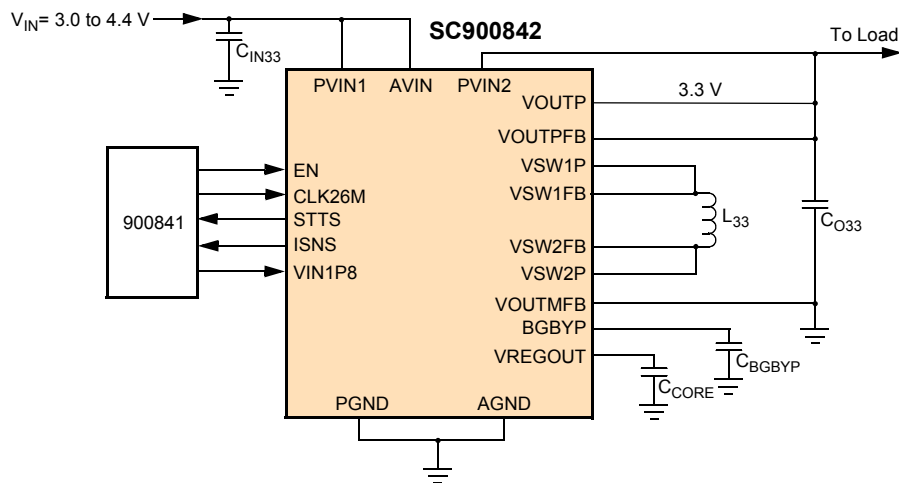 V_IN= 3.0 to 4.4 V
SC900842
To Load
C_IN33
PVIN1 AVIN PVIN2
VOUTP
3.3 V
VOUTPFB
VSW1P
VSW1FB
L_33
C_O33
VSW2FB
VSW2P
VOUTMFB
BGBYP
VREGOUT
C_BGBYP
C_CORE
900841
EN
CLK26M
STTS
ISNS
VIN1P8
PGND AGND